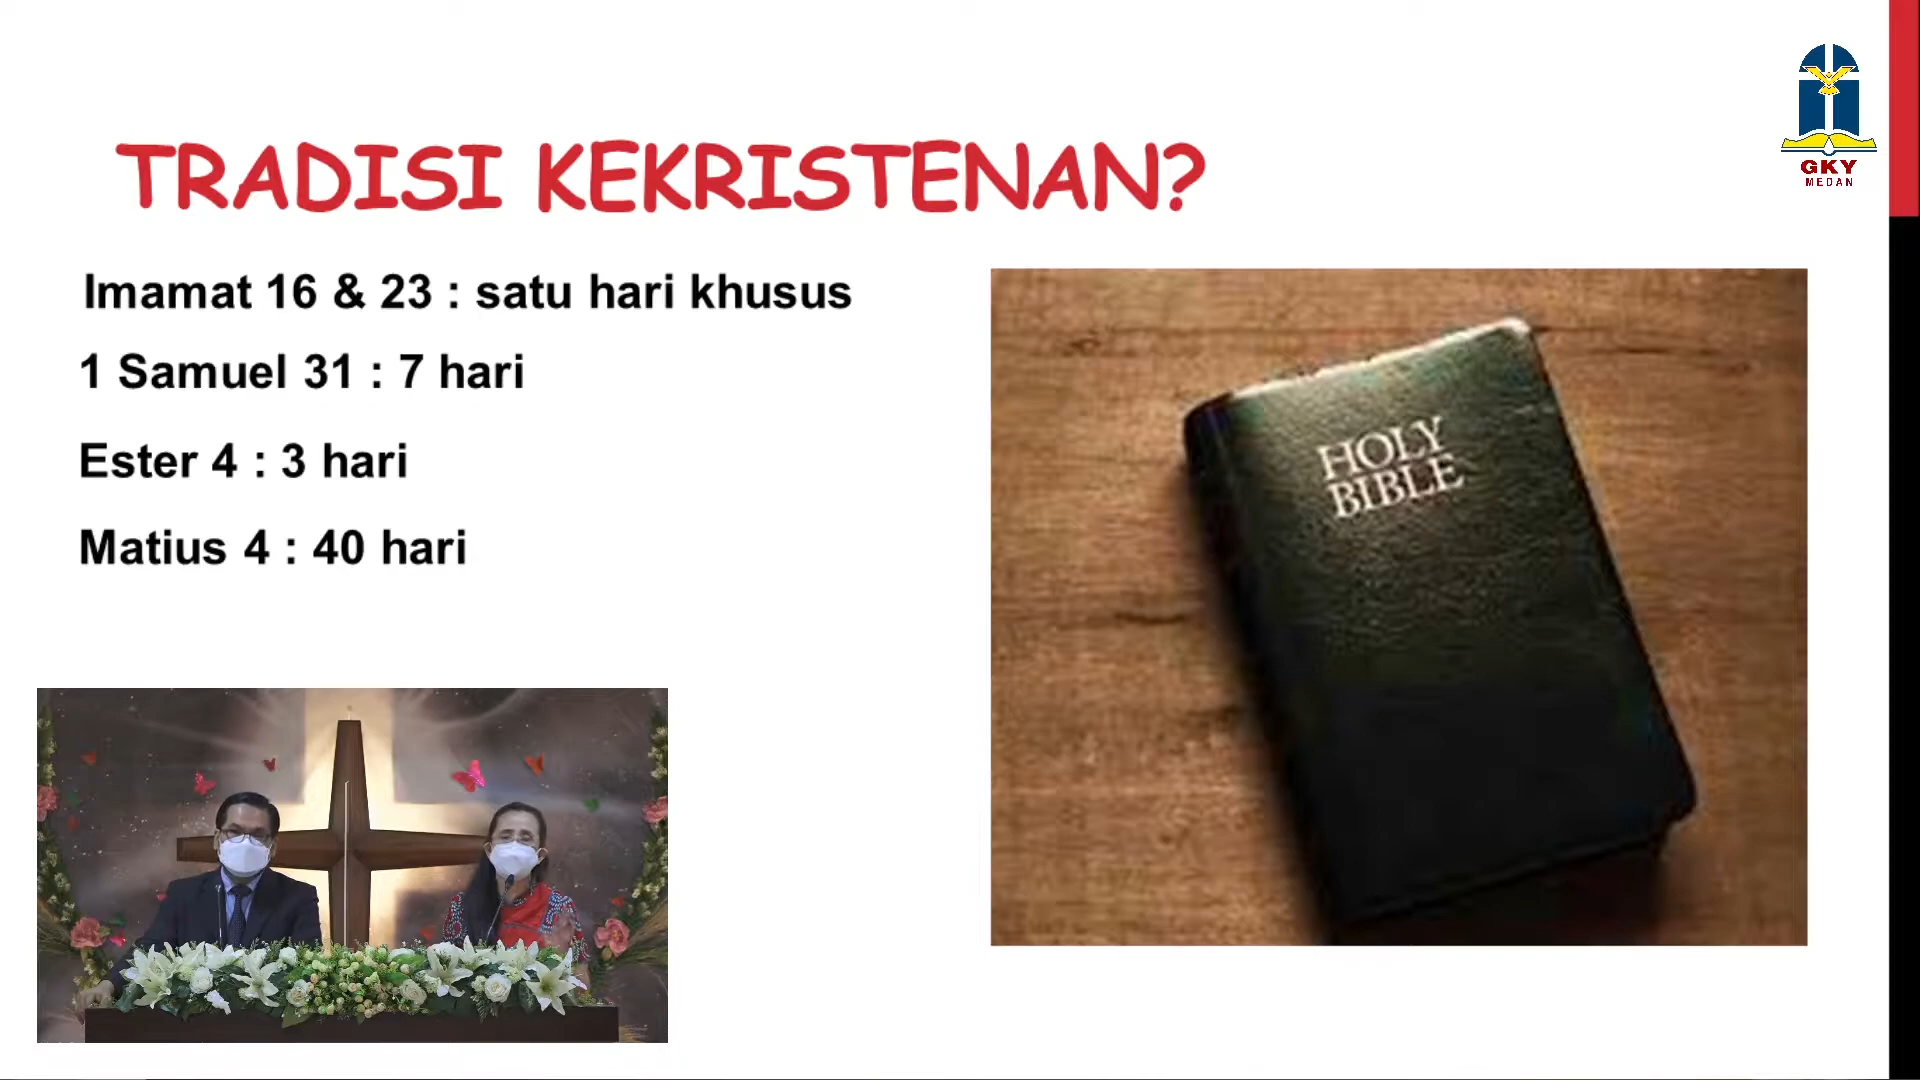 TRADISI KEKRISTENAN?
Imamat 16 & 23 : satu hari khusus
1 Samuel 31 : 7 hari
Ester 4 : 3 hari
Matius 4 : 40 hari
HOLY
BIBLE
GKY
MEDAN